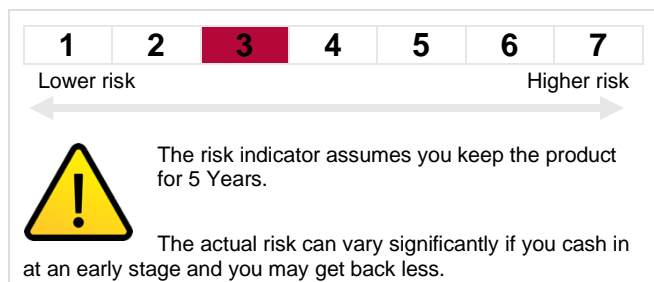 1 2 3 4 5 6 7
Lower risk Higher risk
The risk indicator assumes you keep the product
for 5 Years.
The actual risk can vary significantly if you cash in
at an early stage and you may get back less.